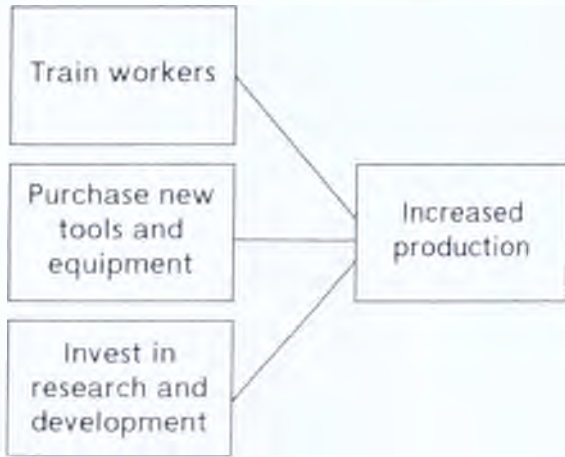 Train workers
Purchase new
tools and
equipment
Increased
production
Invest in
research and
development